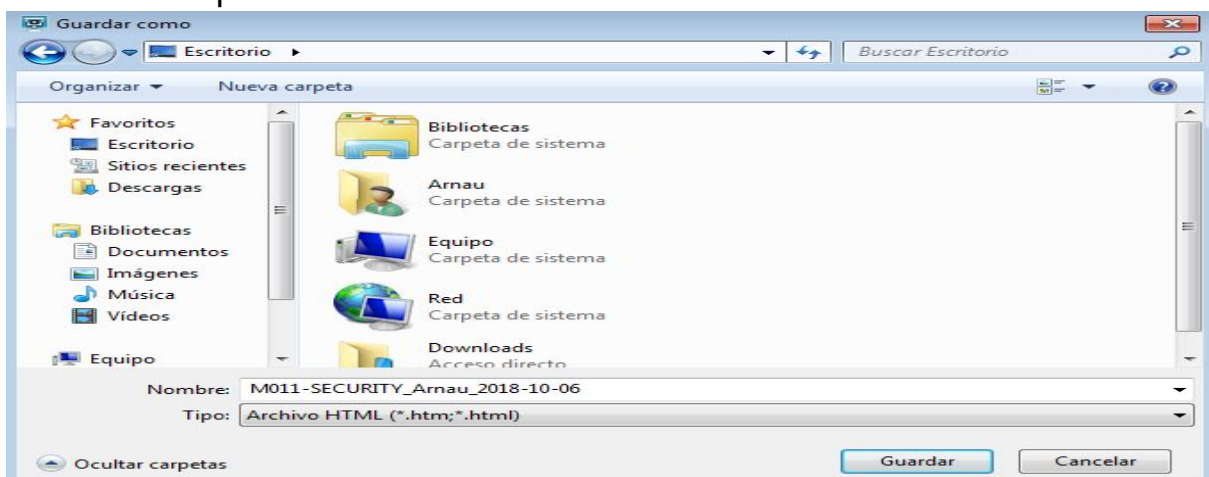 Guardar como
Escritorio
Buscar Escritorio
Organizar
Nueva carpeta
Favoritos
Escritorio
Sitios recientes
Descargas
Bibliotecas
Documentos
Imágenes
Música
Vídeos
Equipo
Bibliotecas
Carpeta de sistema
Arnau
Carpeta de sistema
Equipo
Carpeta de sistema
Red
Carpeta de sistema
Downloads
Acceso directo
Nombre: M011-SECURITY_Arnau_2018-10-06
Tipo: Archivo HTML (*.htm;*.html)
Ocultar carpetas
Guardar
Cancelar